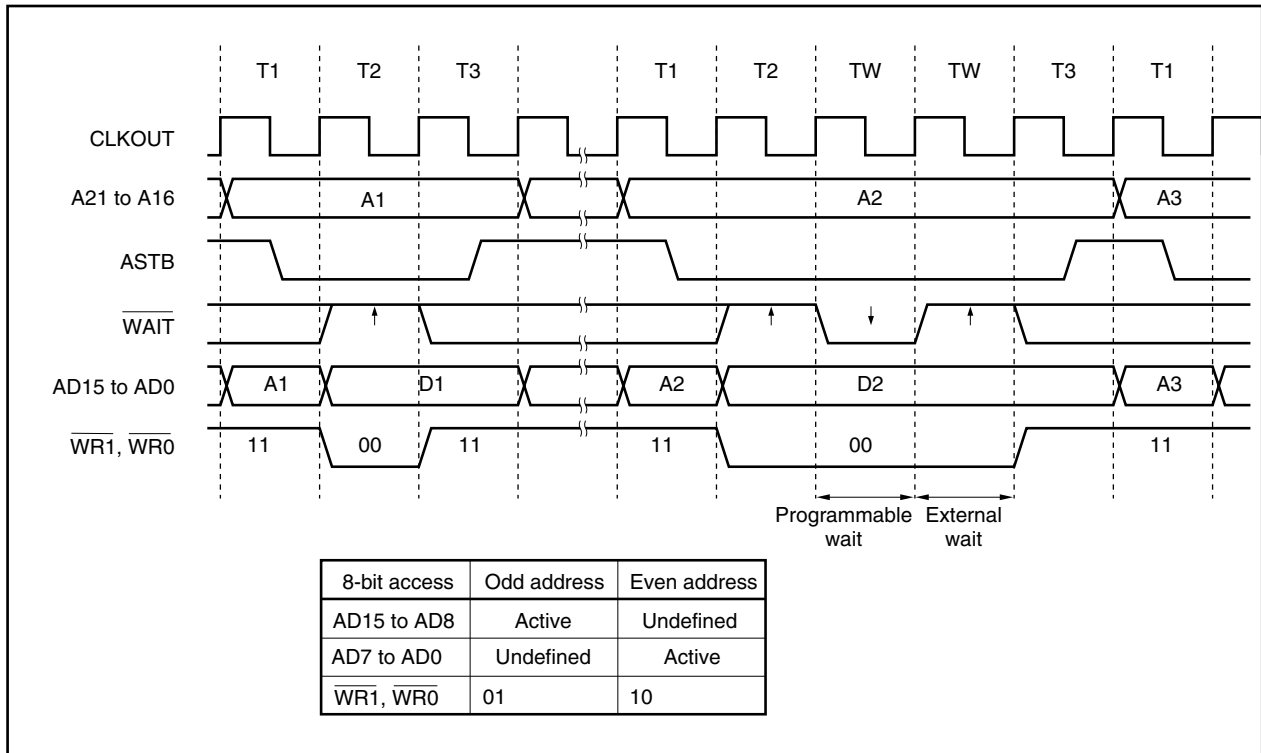 T1 T2 T3 T1 T2 TW TW T3 T1
CLKOUT
A21 to A16 A1 A2 A3
ASTB
WAIT
AD15 to AD0 A1 D1 A2 D2 A3
WR1, WR0 11 00 11 11 00 11
Programmable wait
External wait
8-bit access Odd address Even address
AD15 to AD8 Active Undefined
AD7 to AD0 Undefined Active
WR1, WR0 01 10